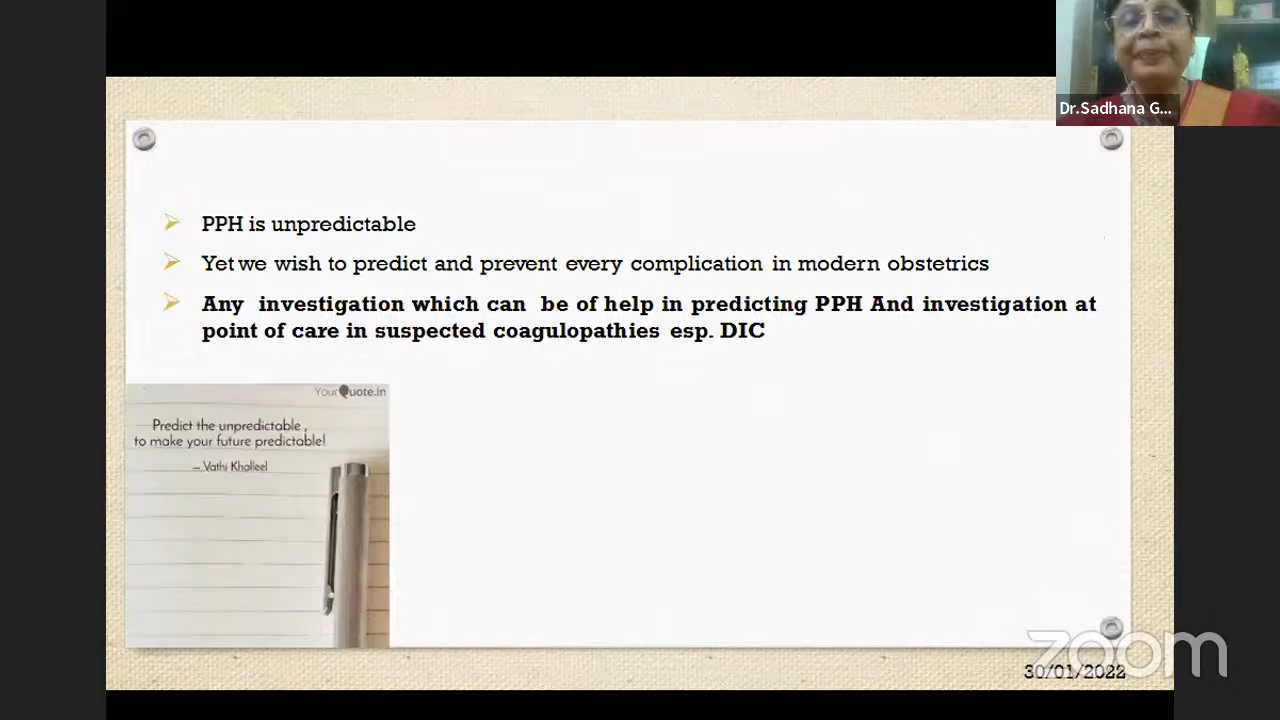 Dr.Sadhana G...
PPH is unpredictable
Yet we wish to predict and prevent every complication in modern obstetrics
Any investigation which can be of help in predicting PPH And investigation at
point of care in suspected coagulopathies esp. DIC
YourQuote.in
Predict the unpredictable ,
to make your future predictable!
– Vathi Khalleel
zoom
30/01/2022